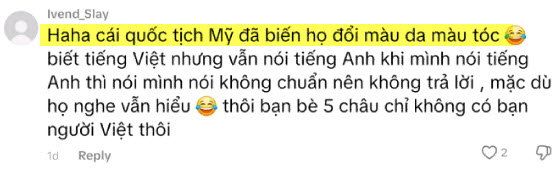 Ivend_Slay
Haha cái quốc tịch Mỹ đã biến họ đổi màu da màu tóc 😂
biết tiếng Việt nhưng vẫn nói tiếng Anh khi mình nói tiếng
Anh thì nói mình nói không chuẩn nên không trả lời , mặc dù
họ nghe vẫn hiểu 😂 thôi bạn bè 5 châu chỉ không có bạn
người Việt thôi
1d Reply 2